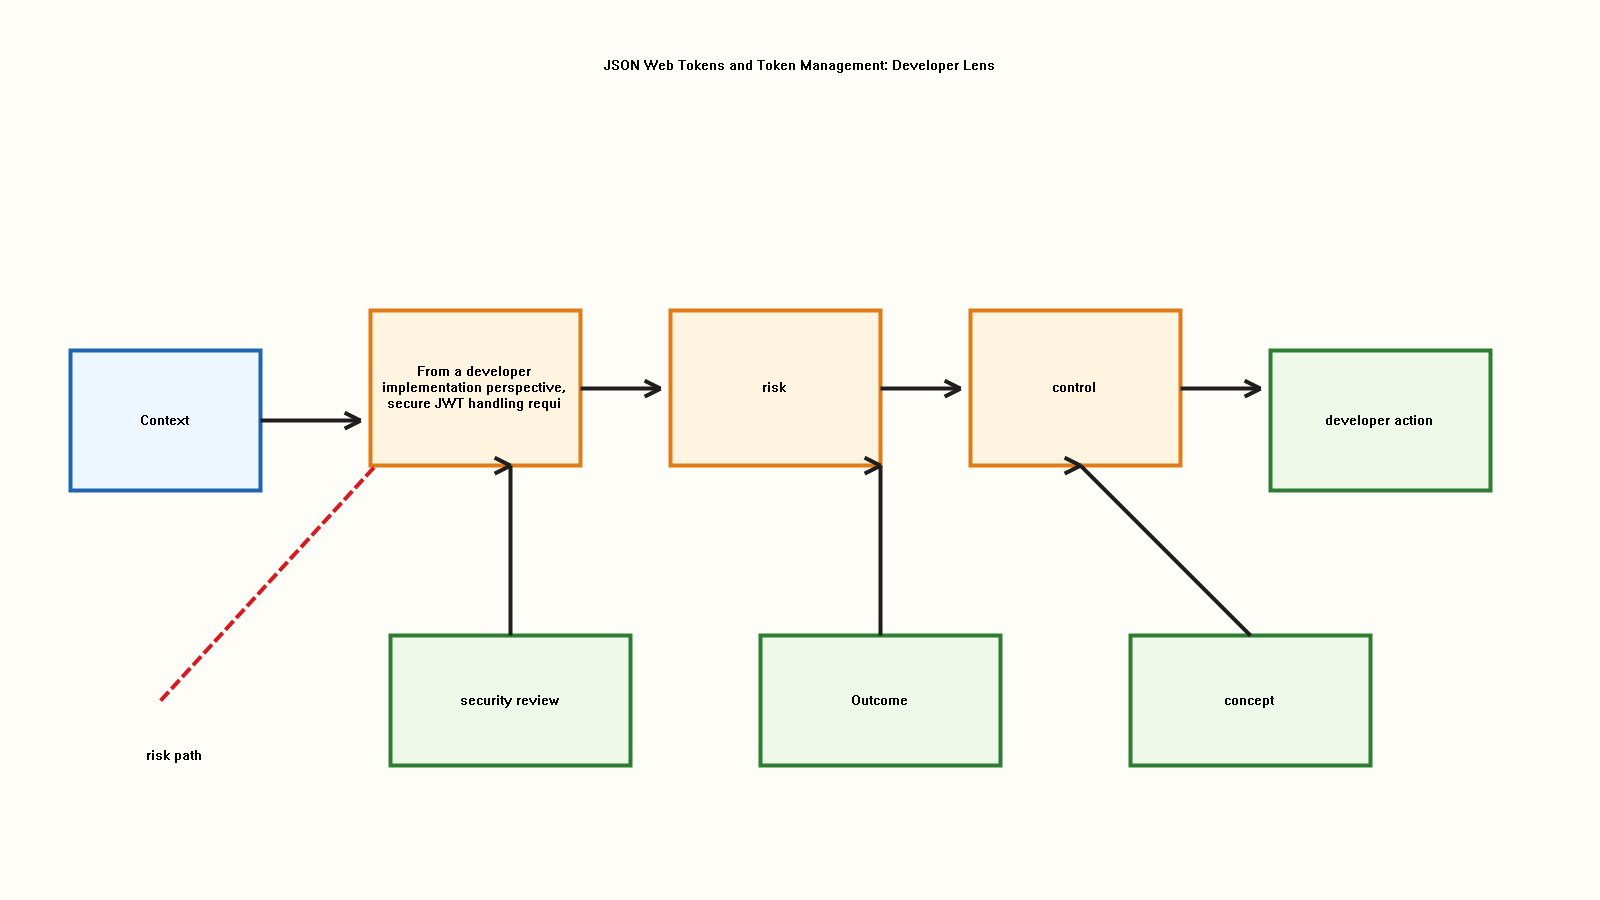 JSON Web Tokens and Token Management: Developer Lens
Context
From a developer
implementation perspective,
secure JWT handling requi
risk
control
developer action
security review
Outcome
concept
risk path